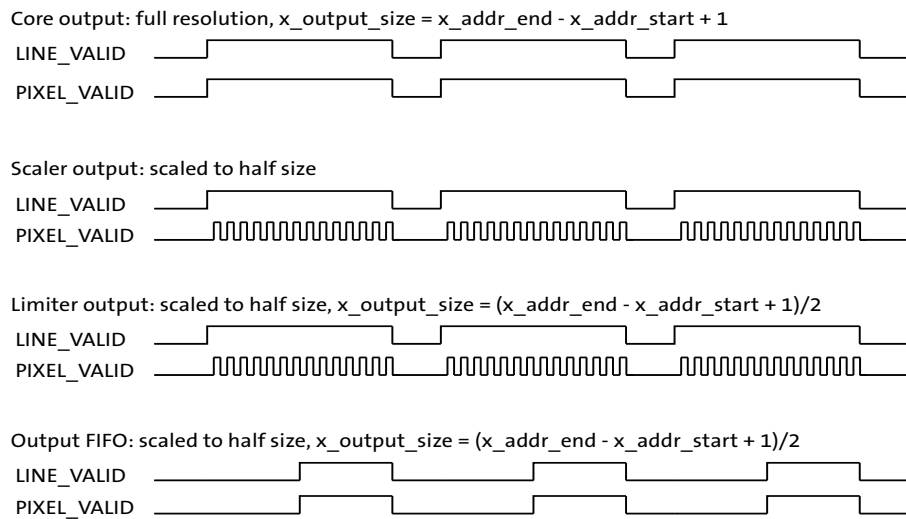 Core output: full resolution, x_output_size = x_addr_end - x_addr_start + 1
LINE_VALID
PIXEL_VALID
Scaler output: scaled to half size
LINE_VALID
PIXEL_VALID
Limiter output: scaled to half size, x_output_size = (x_addr_end - x_addr_start + 1)/2
LINE_VALID
PIXEL_VALID
Output FIFO: scaled to half size, x_output_size = (x_addr_end - x_addr_start + 1)/2
LINE_VALID
PIXEL_VALID